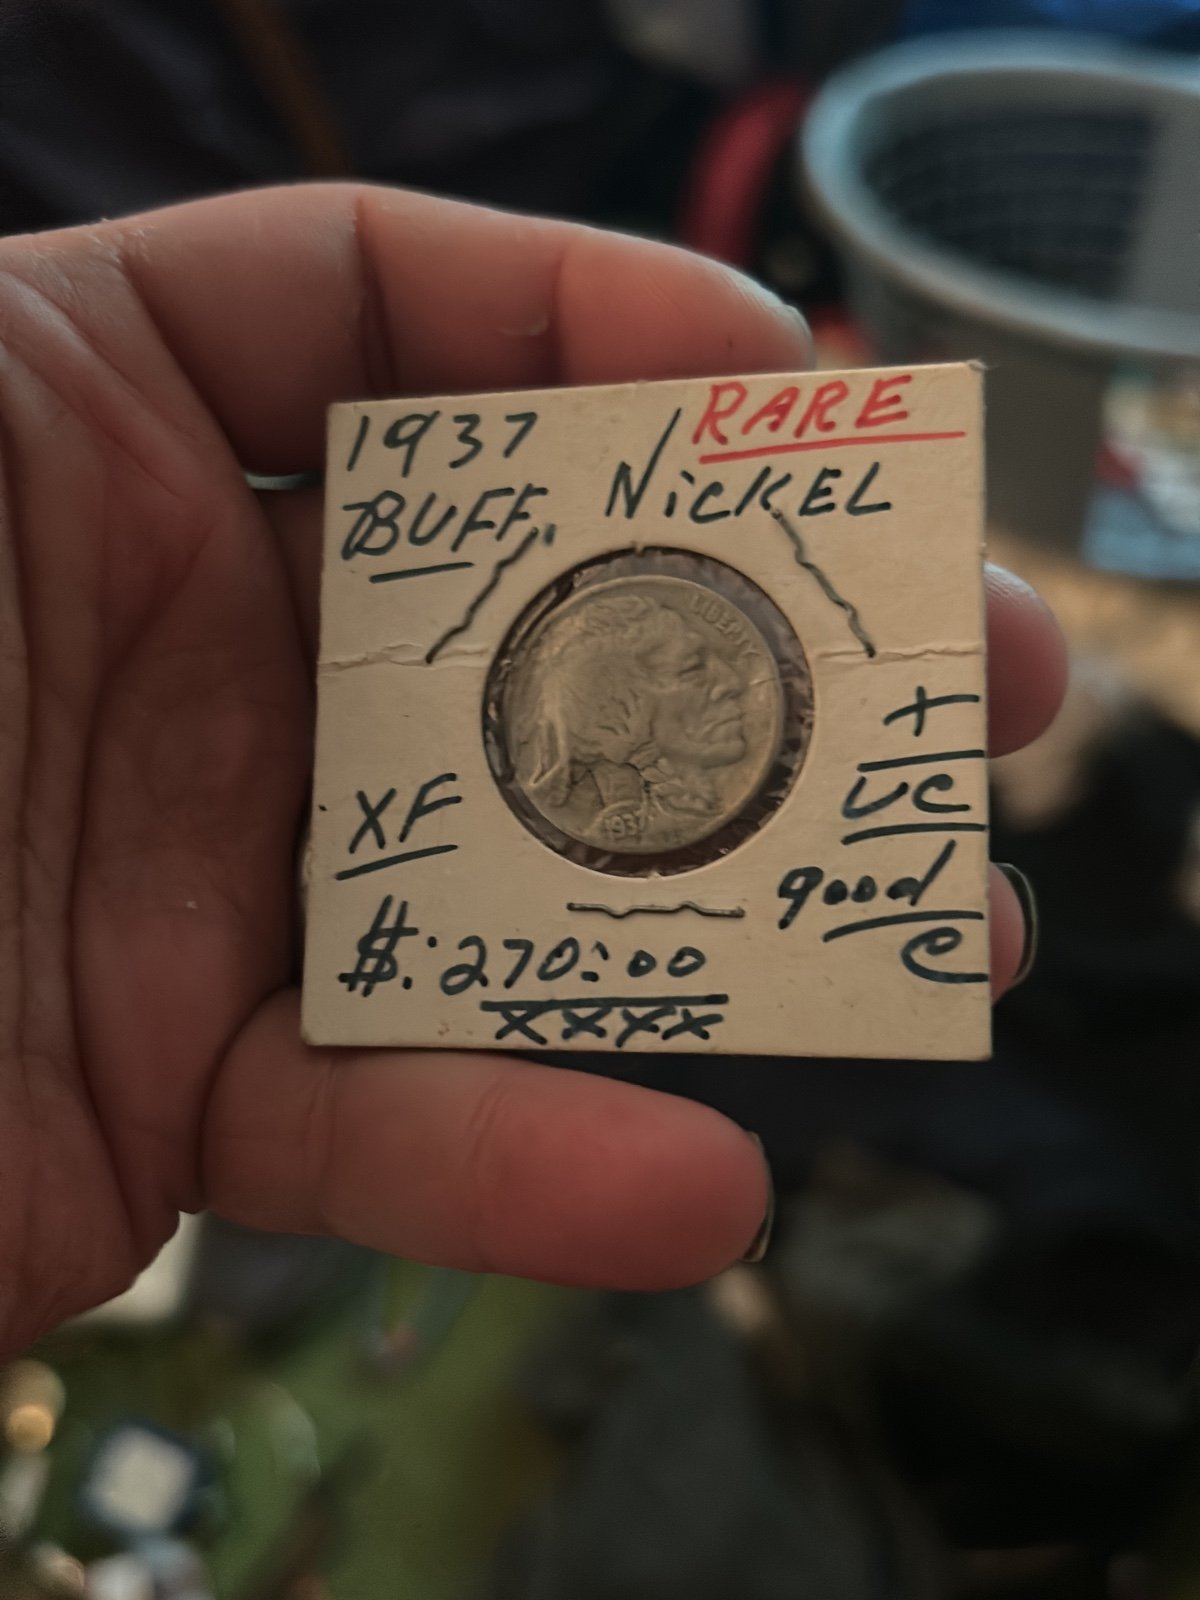 1937
RARE
BUFF. NiCKEL
LIBERTY
1937
XF
+
UC
good
C
$: 270:00
XXXX